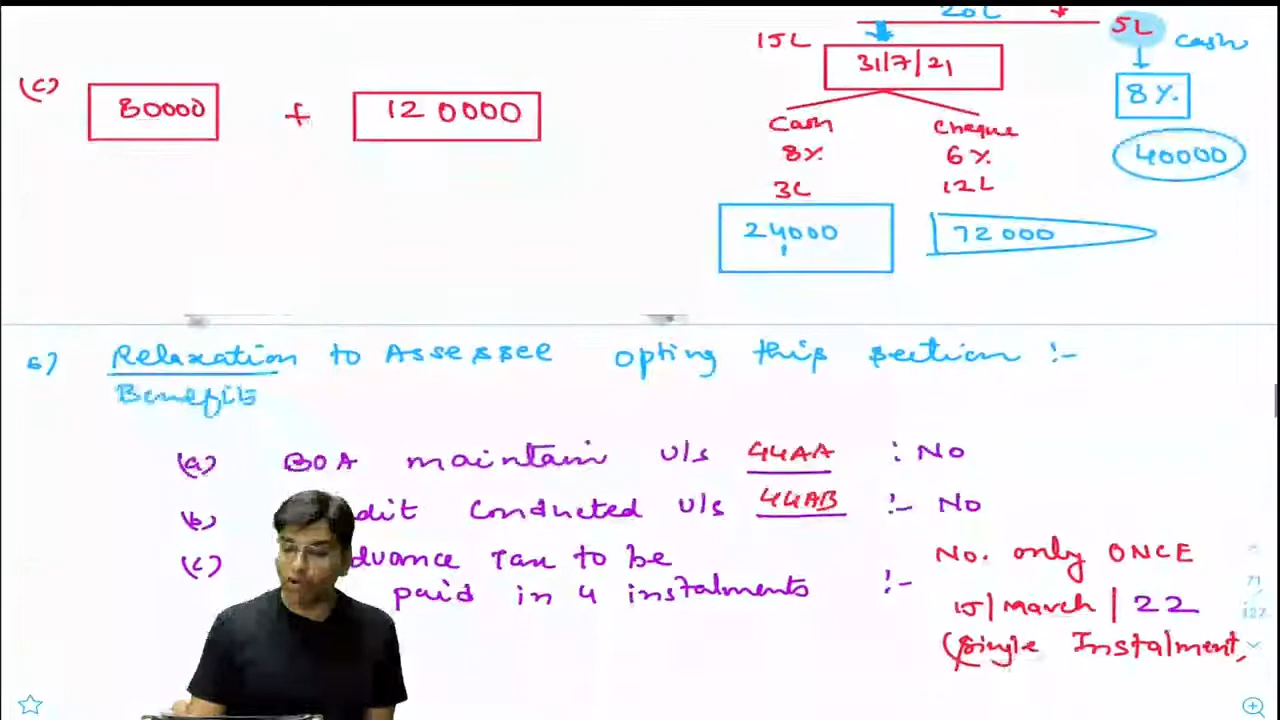 20L
15L
5L cash
31/7/21
8%
(c) 80000 + 120000
cash cheque
8% 6% 40000
3L 12L
24000 72000
6) Relaxation to Assessee opting this section :-
Benefits
(a) BOA maintain u/s 44AA : No
(b) dit conducted u/s 44AB :- No
(c) dvance Tax to be
paid in 4 instalments :- No. only ONCE
15/March/22
(single Instalment,
71
127